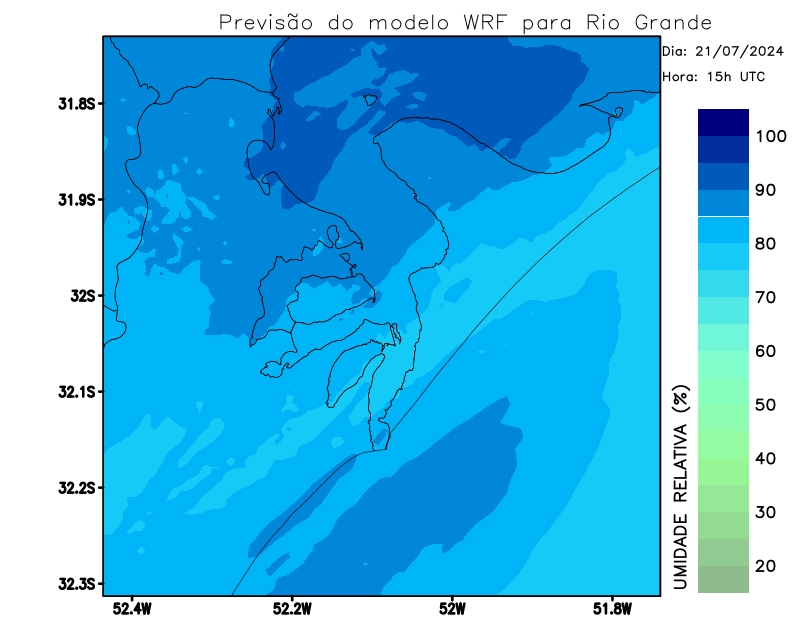 Previsão do modelo WRF para Rio Grande
Dia: 21/07/2024
Hora: 15h UTC
31.8S
31.9S
32S
32.1S
32.2S
32.3S
52.4W
52.2W
52W
51.8W
100
90
80
70
60
50
40
30
20
UMIDADE RELATIVA (%)